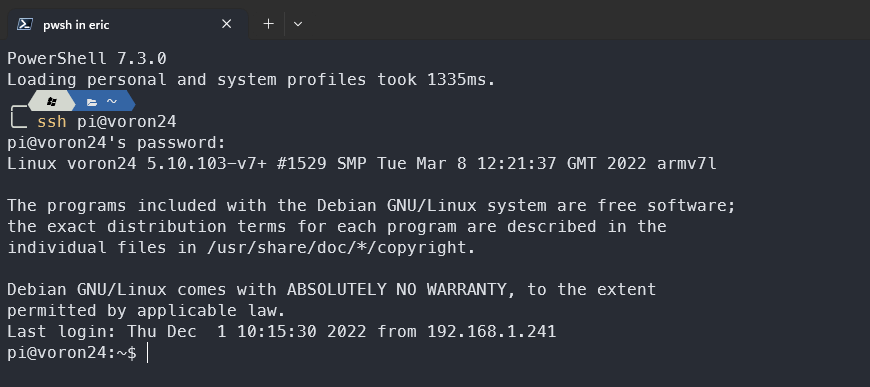 pwsh in eric
PowerShell 7.3.0
Loading personal and system profiles took 1335ms.
~
ssh pi@voron24
pi@voron24's password:
Linux voron24 5.10.103-v7+ #1529 SMP Tue Mar 8 12:21:37 GMT 2022 armv7l

The programs included with the Debian GNU/Linux system are free software;
the exact distribution terms for each program are described in the
individual files in /usr/share/doc/*/copyright.

Debian GNU/Linux comes with ABSOLUTELY NO WARRANTY, to the extent
permitted by applicable law.
Last login: Thu Dec  1 10:15:30 2022 from 192.168.1.241
pi@voron24:~$